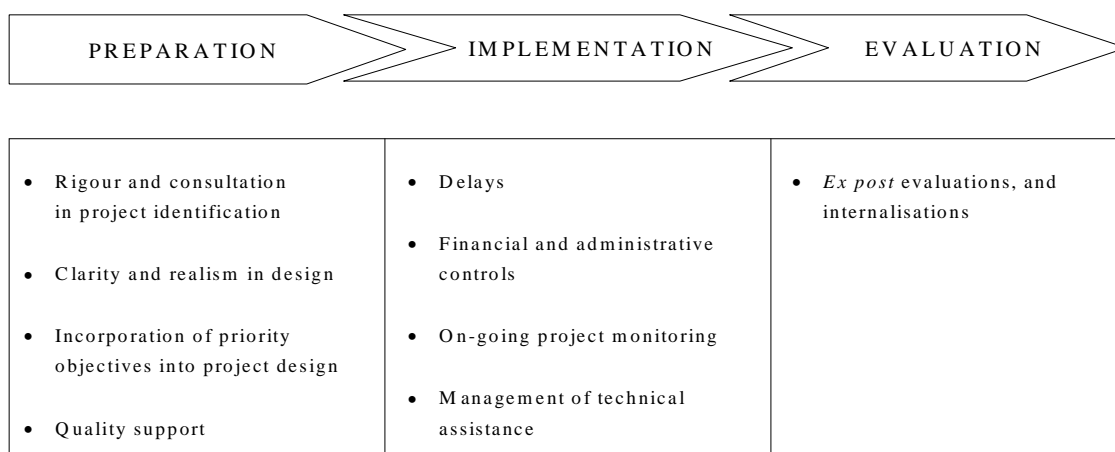 PREPARATION
IMPLEMENTATION
EVALUATION
• Rigour and consultation
in project identification
• Clarity and realism in design
• Incorporation of priority
objectives into project design
• Quality support
• Delays
• Financial and administrative
controls
• On-going project monitoring
• Management of technical
assistance
• Ex post evaluations, and
internalisations